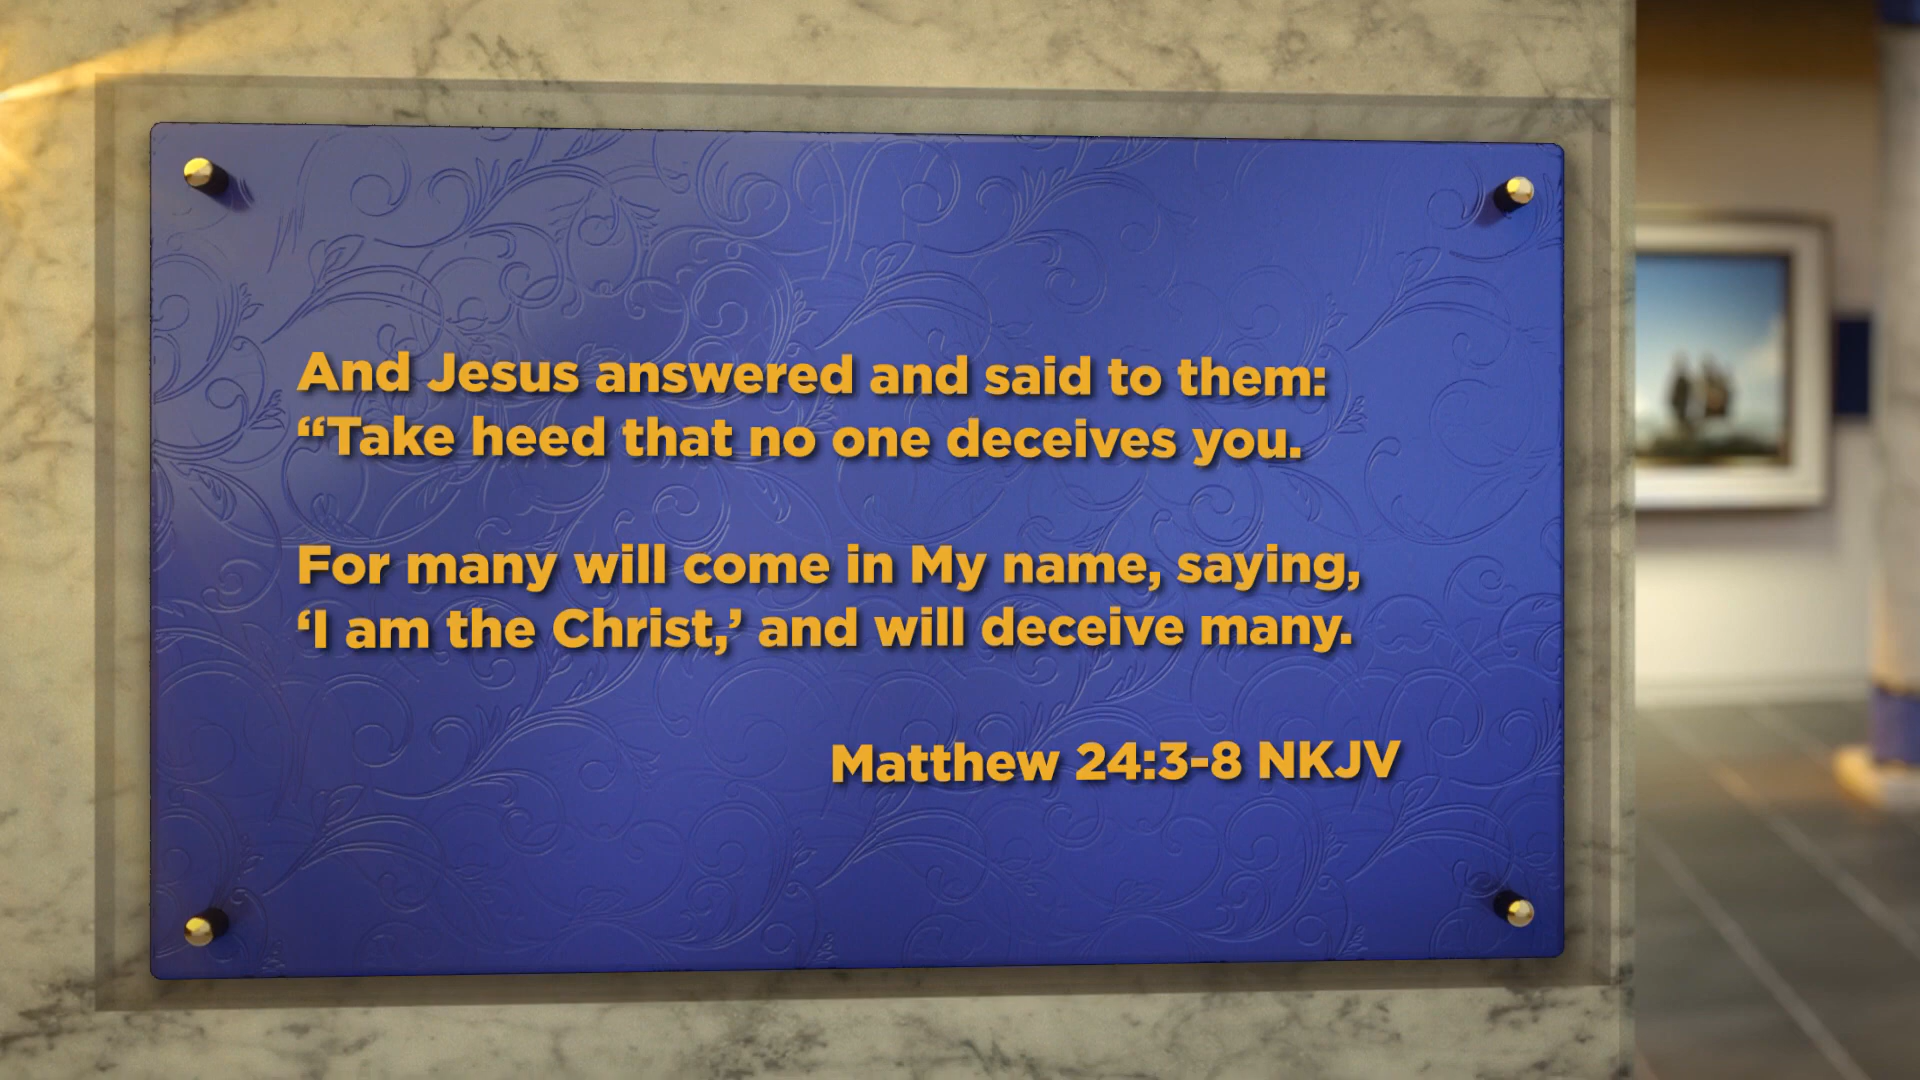 And Jesus answered and said to them:
“Take heed that no one deceives you.
For many will come in My name, saying,
‘I am the Christ,’ and will deceive many.
Matthew 24:3-8 NKJV